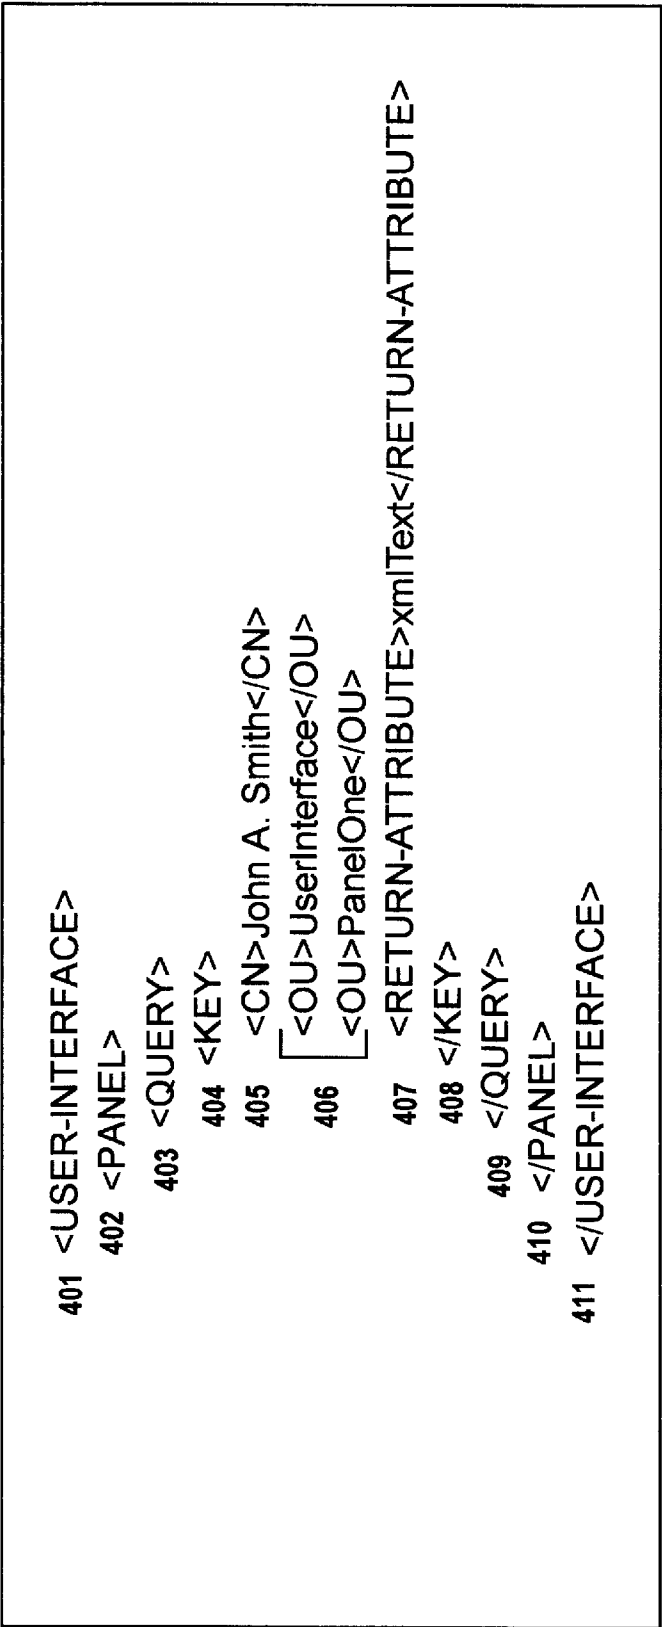 401 <USER-INTERFACE>
402 <PANEL>
403 <QUERY>
404 <KEY>
405 <CN>John A. Smith</CN>
406 <OU>UserInterface</OU>
<OU>PanelOne</OU>
407 <RETURN-ATTRIBUTE>xmlText</RETURN-ATTRIBUTE>
408 </KEY>
409 </QUERY>
410 </PANEL>
411 </USER-INTERFACE>